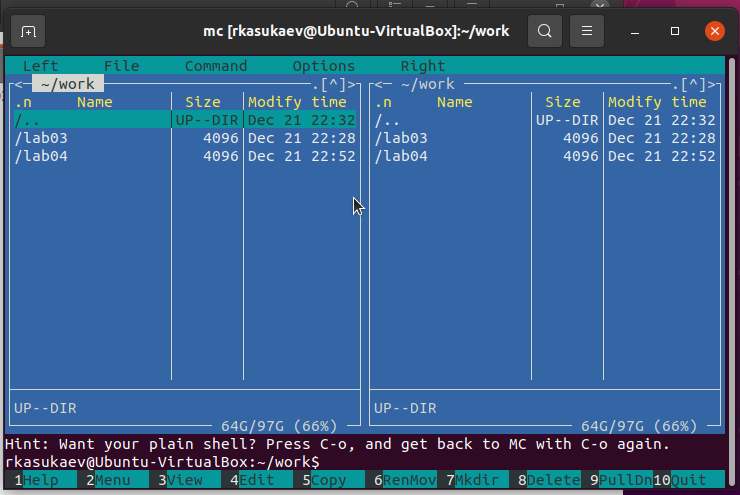 mc [rkasukaev@Ubuntu-VirtualBox]:~/work
Left File Command Options Right
<─ ~/work .[^]> <─ ~/work .[^]>
.n Name Size Modify time .n Name Size Modify time
/.. UP--DIR Dec 21 22:32 /.. UP--DIR Dec 21 22:32
/lab03 4096 Dec 21 22:28 /lab03 4096 Dec 21 22:28
/lab04 4096 Dec 21 22:52 /lab04 4096 Dec 21 22:52
UP--DIR UP--DIR
64G/97G (66%) 64G/97G (66%)
Hint: Want your plain shell? Press C-o, and get back to MC with C-o again.
rkasukaev@Ubuntu-VirtualBox:~/work$
1Help 2Menu 3View 4Edit 5Copy 6RenMov 7Mkdir 8Delete 9PullDn 10Quit